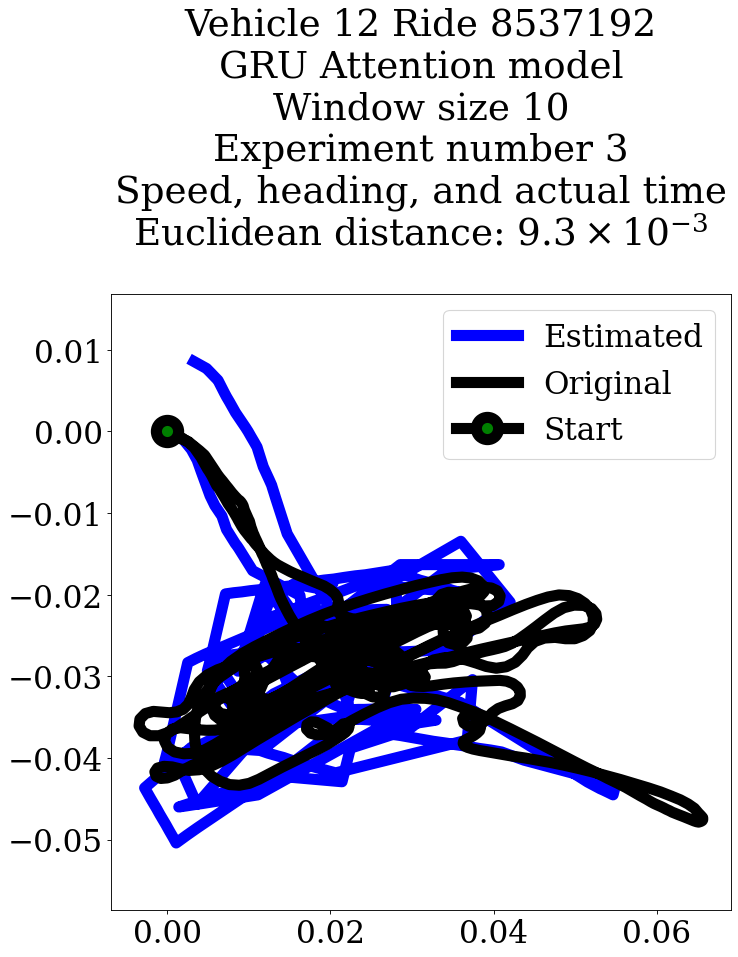 Vehicle 12 Ride 8537192
GRU Attention model
Window size 10
Experiment number 3
Speed, heading, and actual time
Euclidean distance: 9.3 × 10⁻³
Estimated
Original
Start
0.01
0.00
−0.01
−0.02
−0.03
−0.04
−0.05
0.00 0.02 0.04 0.06